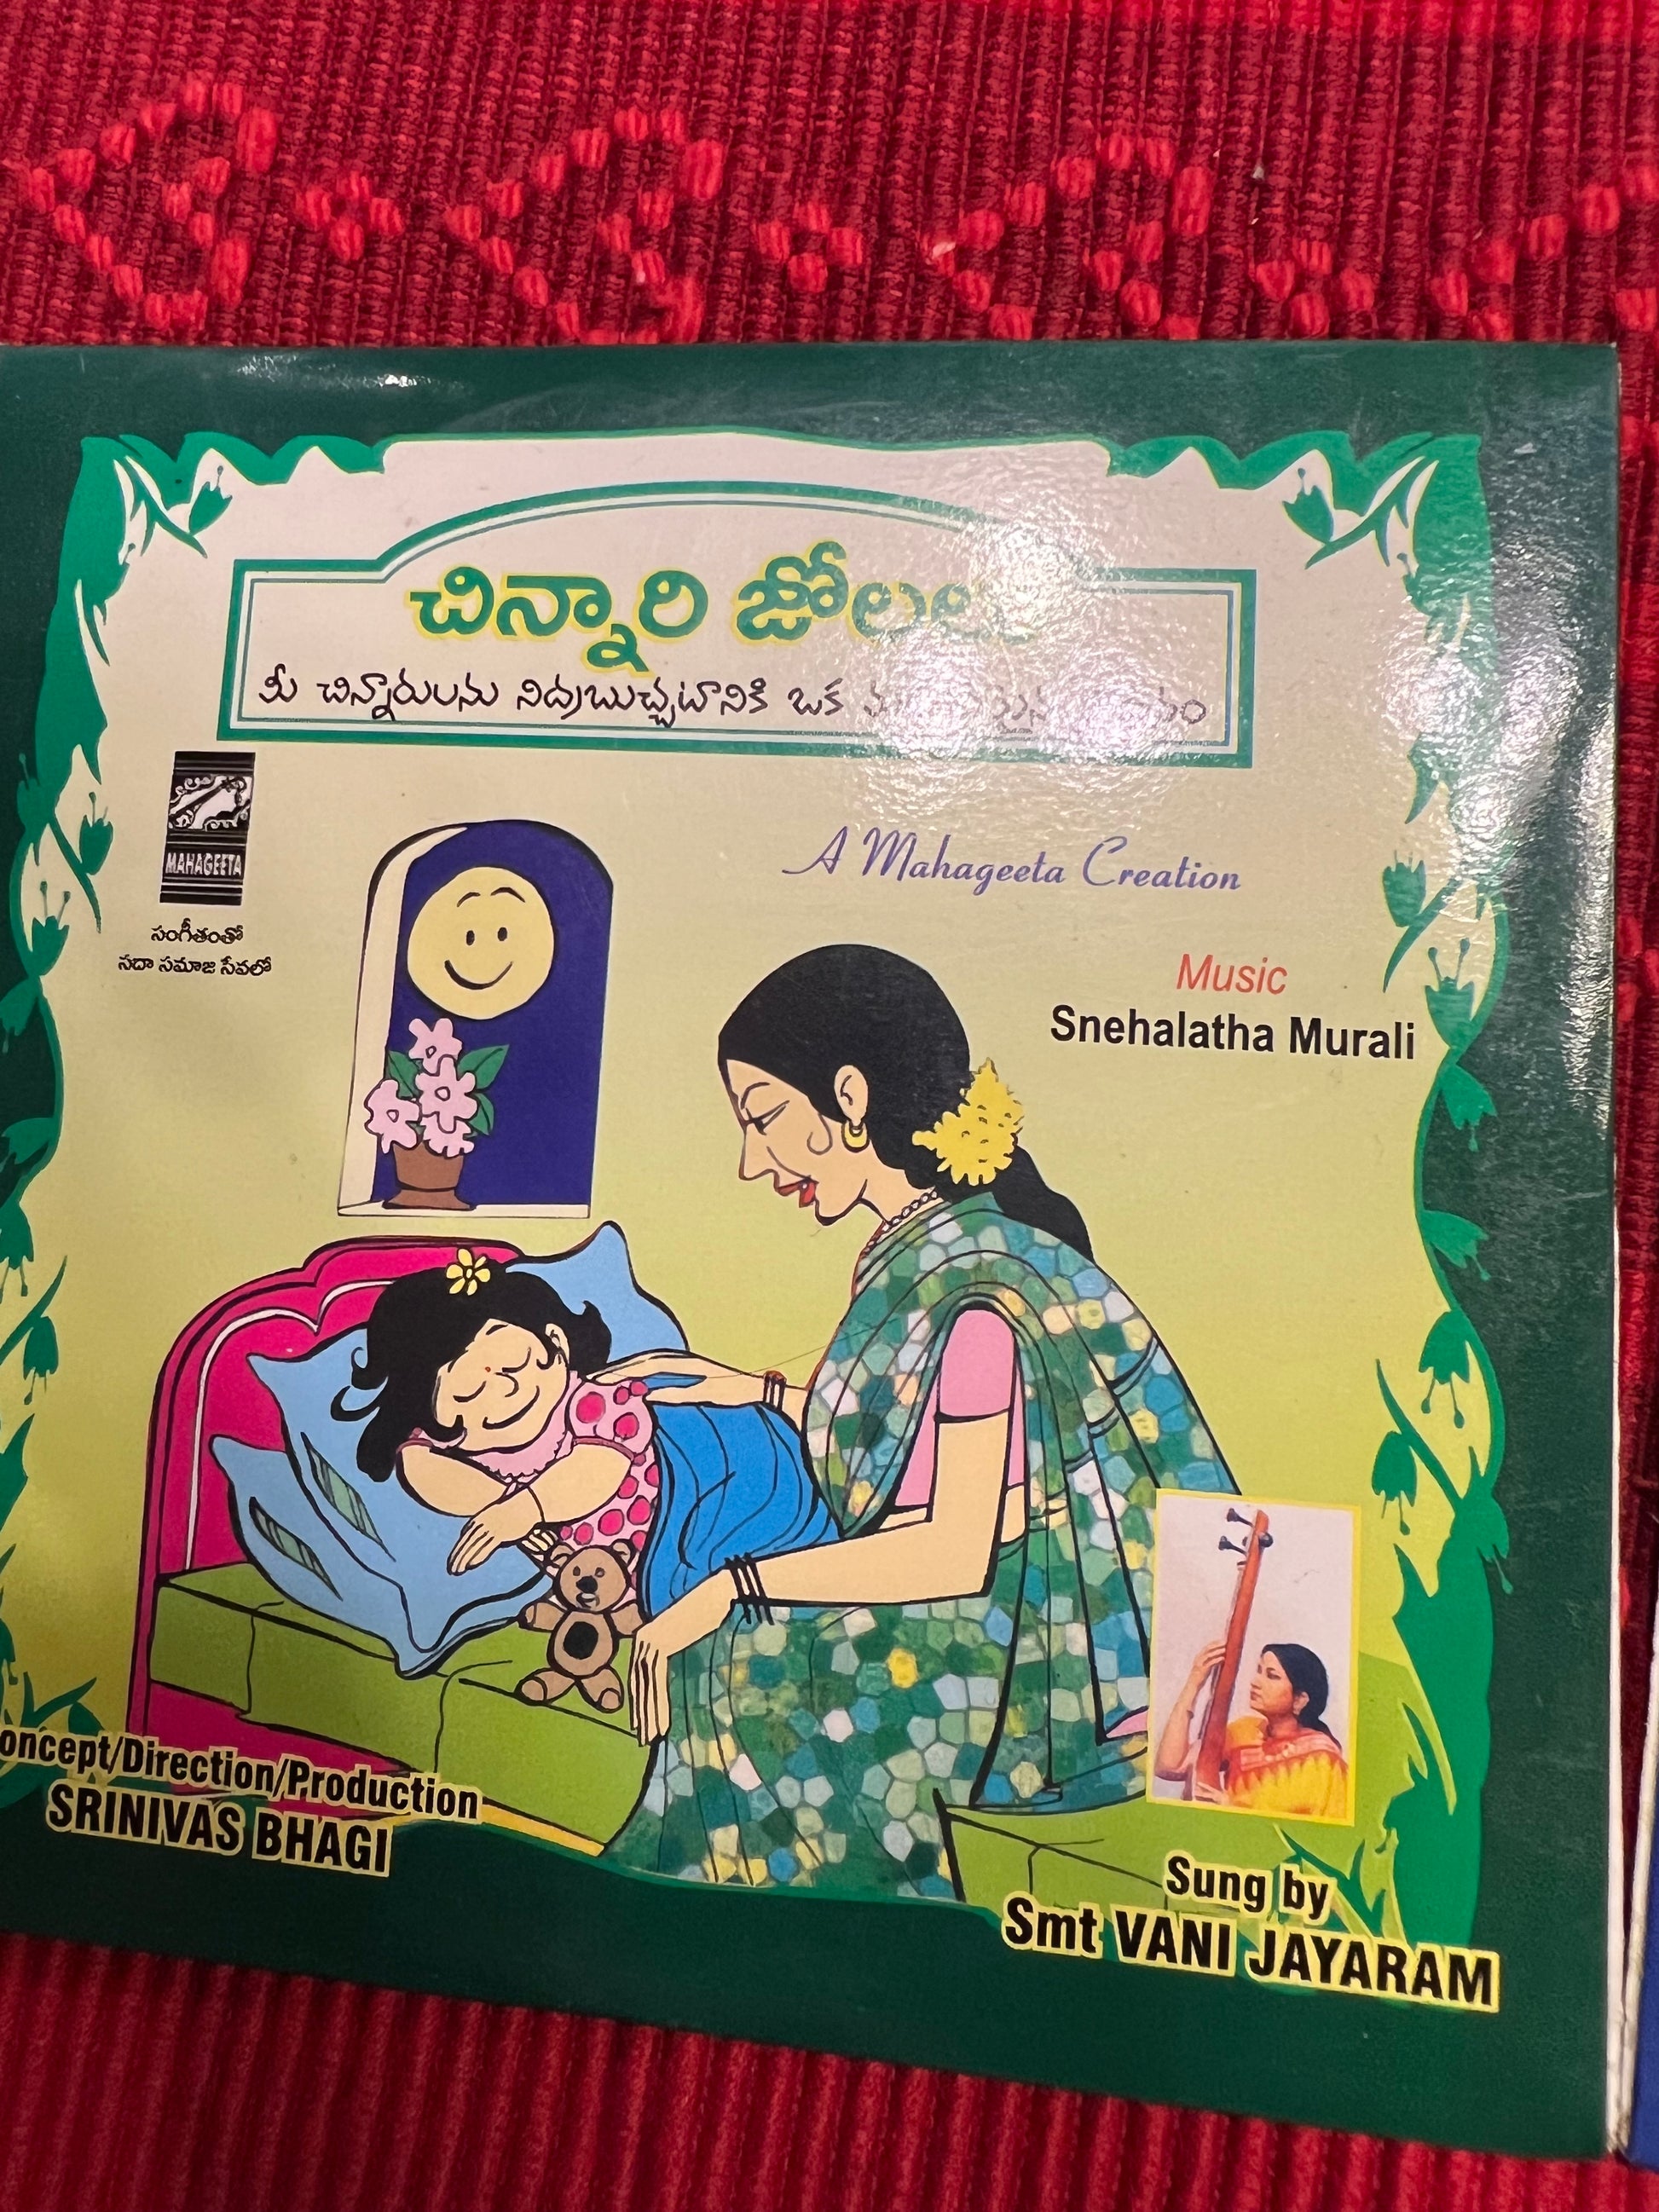 చిన్నారి జోలలు
మీ చిన్నారులను నిద్రబుచ్చటానికి ఒక
MAHAGEETA
సంగీతంతో
సదా సమాజ సేవలో
A Mahageeta Creation
Music
Snehalatha Murali
oncept/Direction/Production
SRINIVAS BHAGI
Sung by
Smt VANI JAYARAM